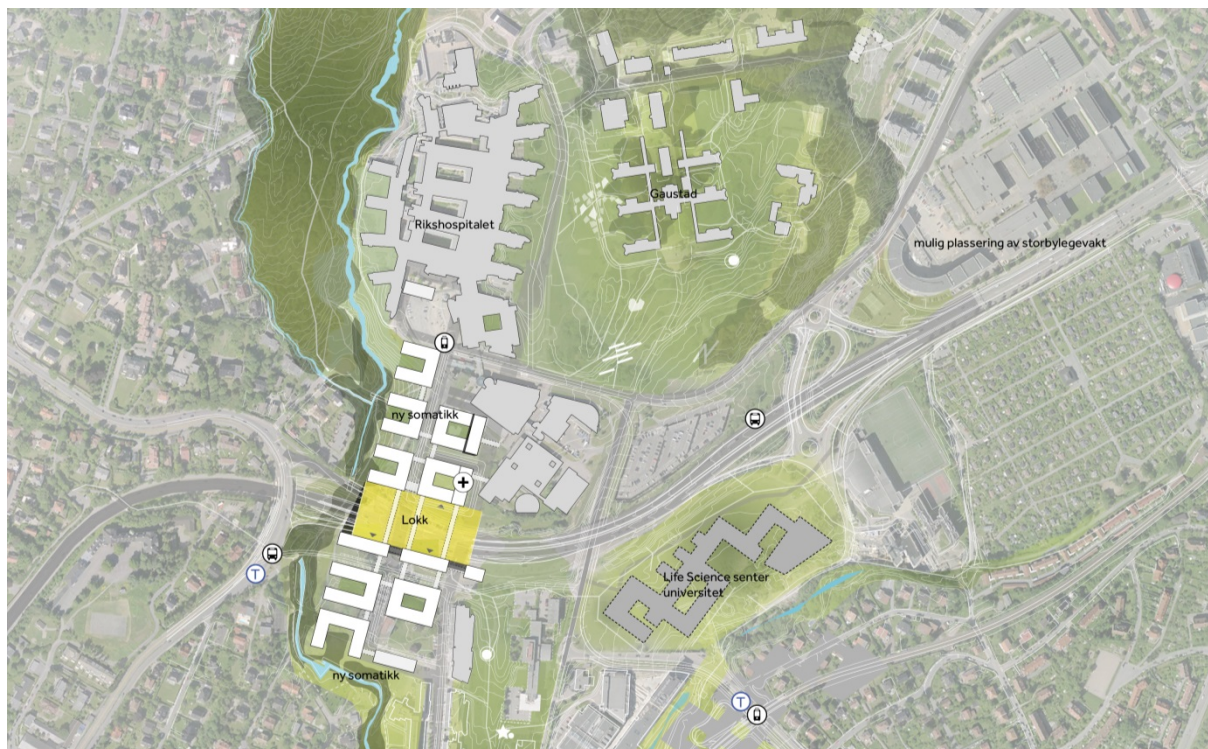 Rikshospitalet
Gaustad
mulig plassering av storbylegevakt
ny somatikk
Lokk
T
Life Science senter
universitet
ny somatikk
T